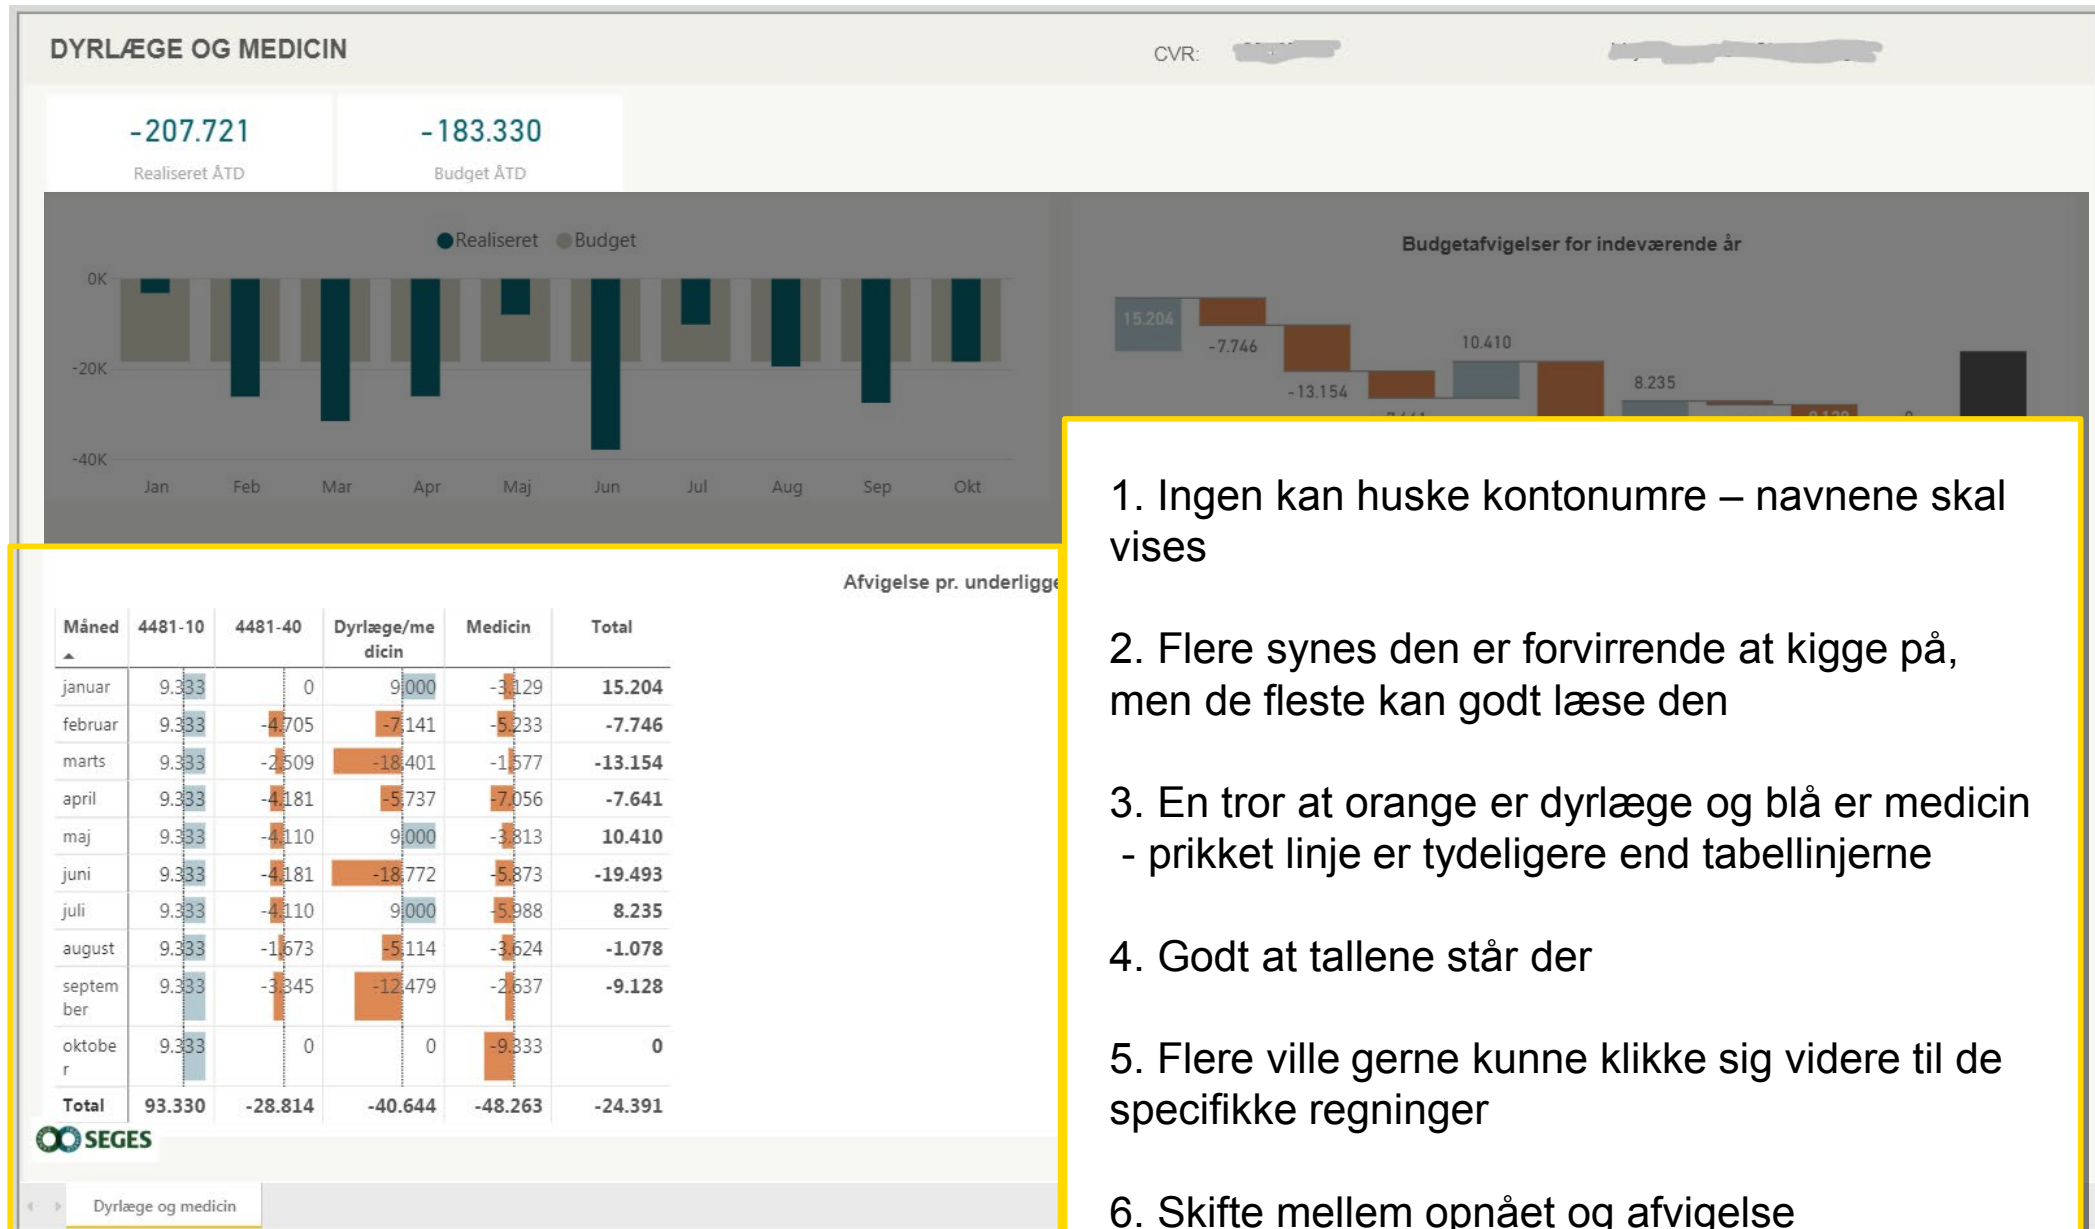 DYRLÆGE OG MEDICIN
CVR:
-207.721
Realiseret ÅTD
-183.330
Budget ÅTD
Realiseret Budget
0K
-20K
-40K
Jan Feb Mar Apr Maj Jun Jul Aug Sep Okt
Budgetafvigelser for indeværende år
15.204
-7.746
-13.154
10.410
8.235
Afvigelse pr. underligge
Måned 4481-10 4481-40 Dyrlæge/me Medicin Total
dicin
januar 9.333 0 9.000 -3.129 15.204
februar 9.333 -4.705 -7.141 -5.233 -7.746
marts 9.333 -2.509 -18.401 -1.577 -13.154
april 9.333 -4.181 -5.737 -7.056 -7.641
maj 9.333 -4.110 9.000 -3.813 10.410
juni 9.333 -4.181 -18.772 -5.873 -19.493
juli 9.333 -4.110 9.000 -5.988 8.235
august 9.333 -1.673 -5.114 -3.624 -1.078
septem 9.333 -3.345 -12.479 -2.637 -9.128
ber
oktobe 9.333 0 0 -9.333 0
r
Total 93.330 -28.814 -40.644 -48.263 -24.391
SEGES
Dyrlæge og medicin
1. Ingen kan huske kontonumre – navnene skal
vises
2. Flere synes den er forvirrende at kigge på,
men de fleste kan godt læse den
3. En tror at orange er dyrlæge og blå er medicin
- prikket linje er tydeligere end tabellinjerne
4. Godt at tallene står der
5. Flere ville gerne kunne klikke sig videre til de
specifikke regninger
6. Skifte mellem opnået og afvigelse